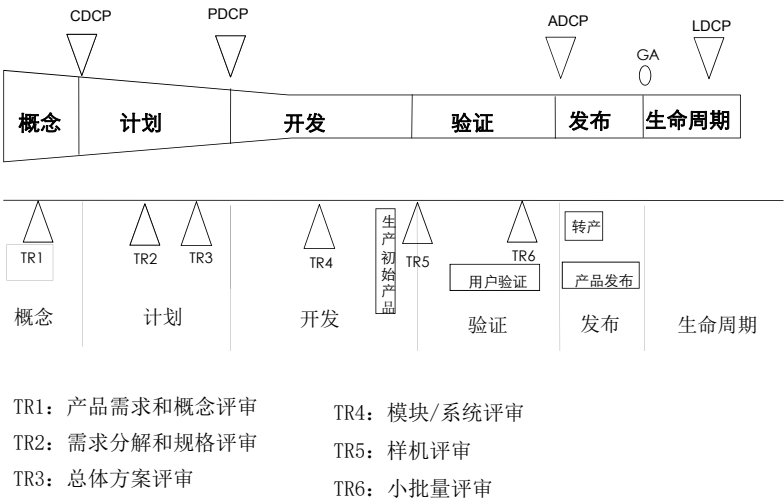 CDCP
PDCP
ADCP
GA
LDCP
概念
计划
开发
验证
发布
生命周期
TR1
TR2
TR3
TR4
生产初始产品
TR5
TR6
转产
用户验证
产品发布
概念
计划
开发
验证
发布
生命周期
TR1：产品需求和概念评审
TR2：需求分解和规格评审
TR3：总体方案评审
TR4：模块/系统评审
TR5：样机评审
TR6：小批量评审